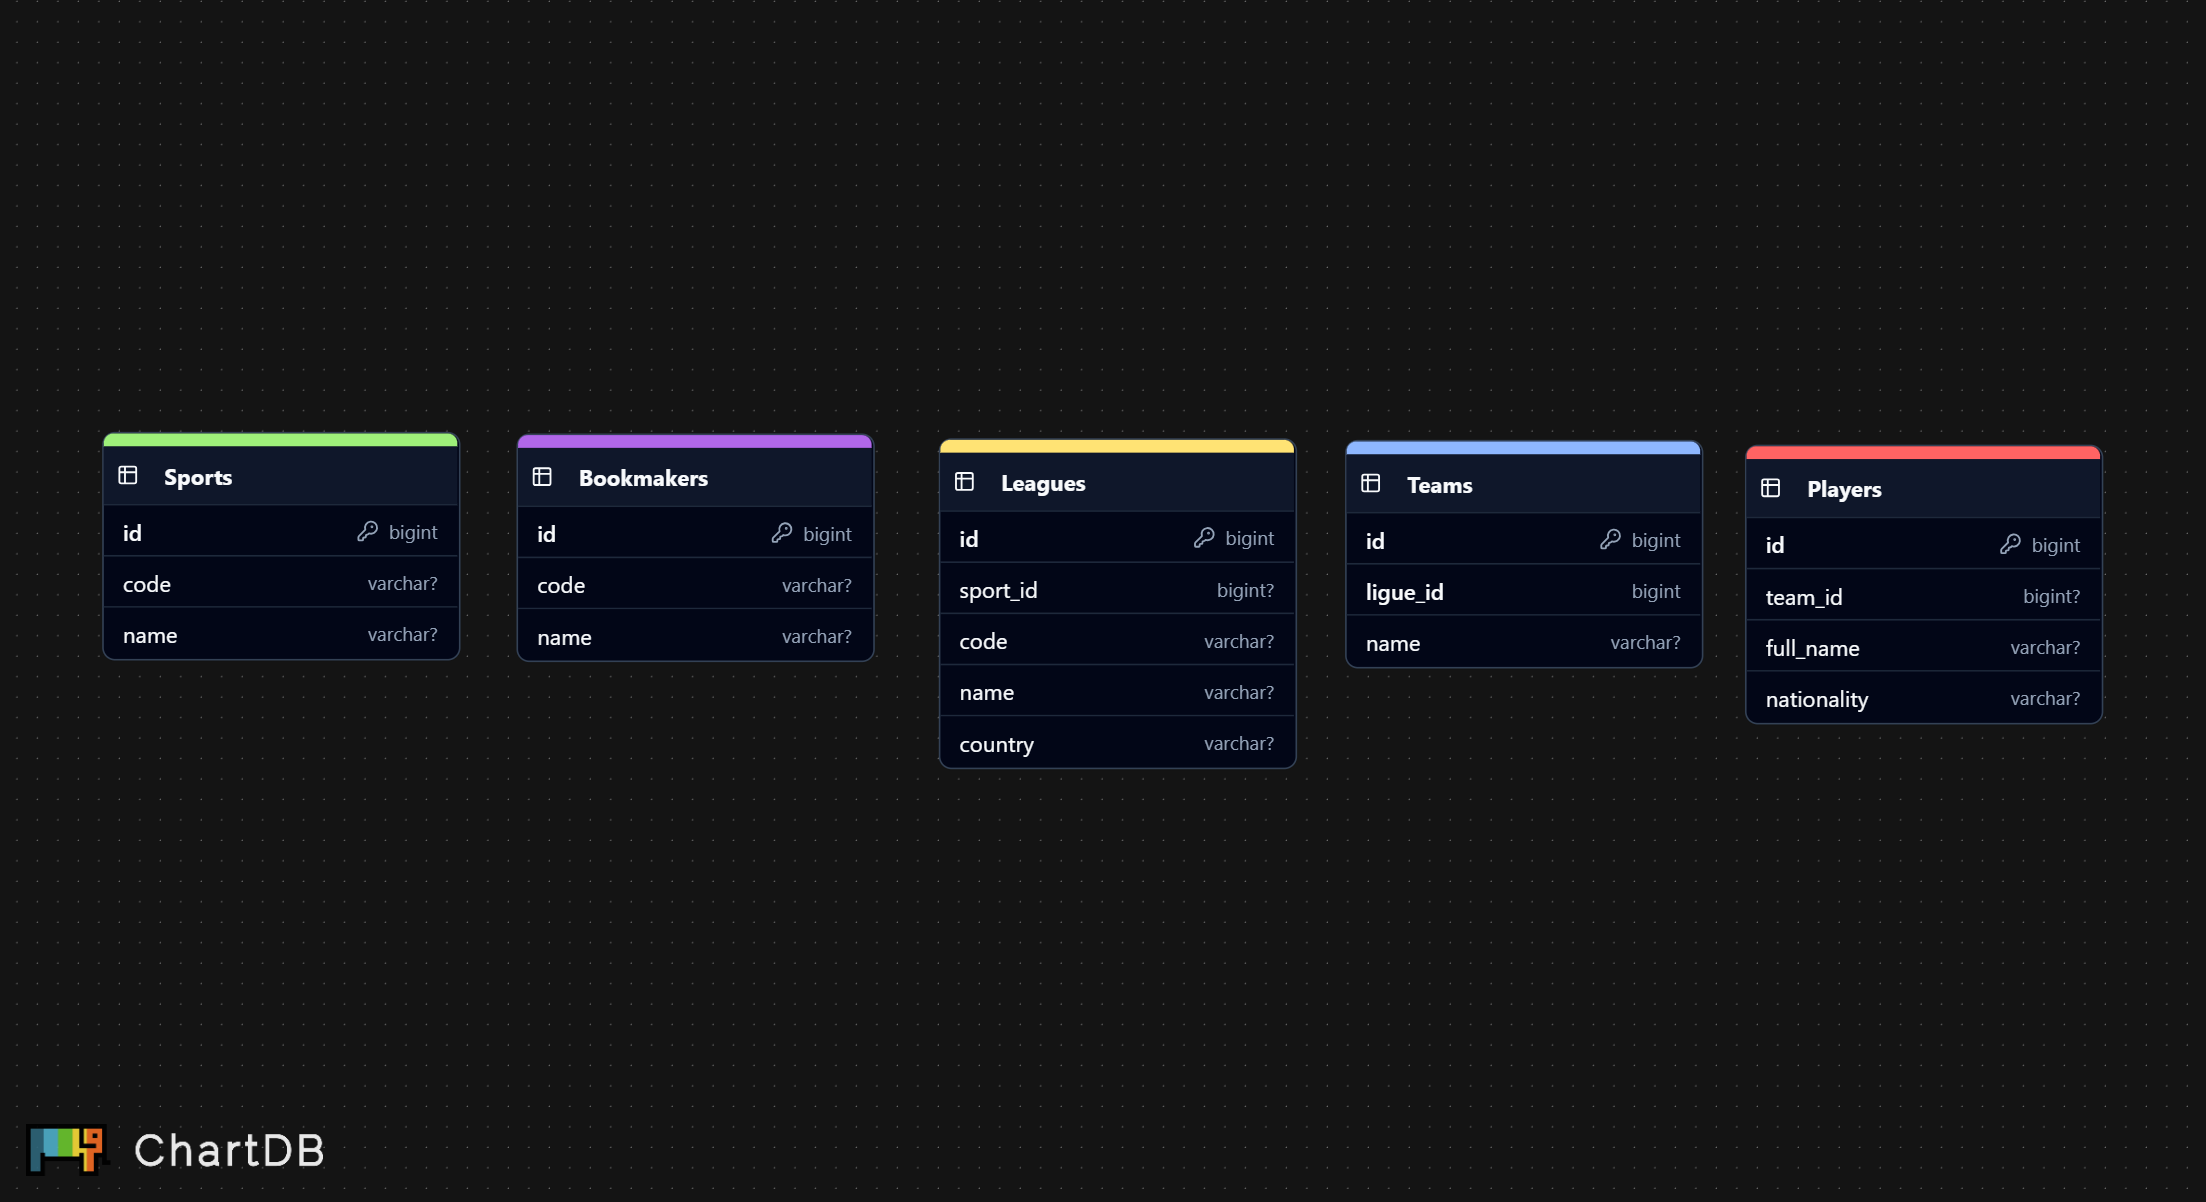 Sports
id bigint
code varchar?
name varchar?
Bookmakers
id bigint
code varchar?
name varchar?
Leagues
id bigint
sport_id bigint?
code varchar?
name varchar?
country varchar?
Teams
id bigint
ligue_id bigint
name varchar?
Players
id bigint
team_id bigint?
full_name varchar?
nationality varchar?
ChartDB